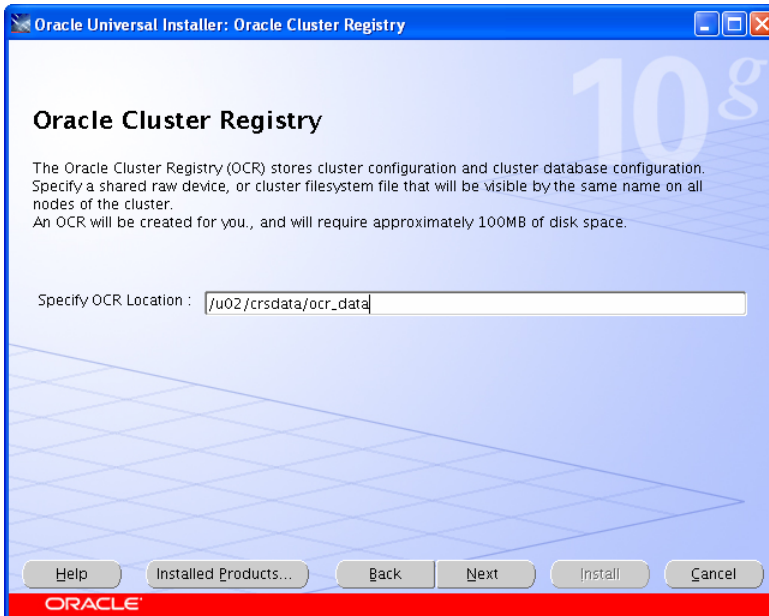 Oracle Universal Installer: Oracle Cluster Registry
10g
Oracle Cluster Registry
The Oracle Cluster Registry (OCR) stores cluster configuration and cluster database configuration.
Specify a shared raw device, or cluster filesystem file that will be visible by the same name on all
nodes of the cluster.
An OCR will be created for you., and will require approximately 100MB of disk space.
Specify OCR Location : /u02/crsdata/ocr_data
Help Installed Products... Back Next Install Cancel
ORACLE